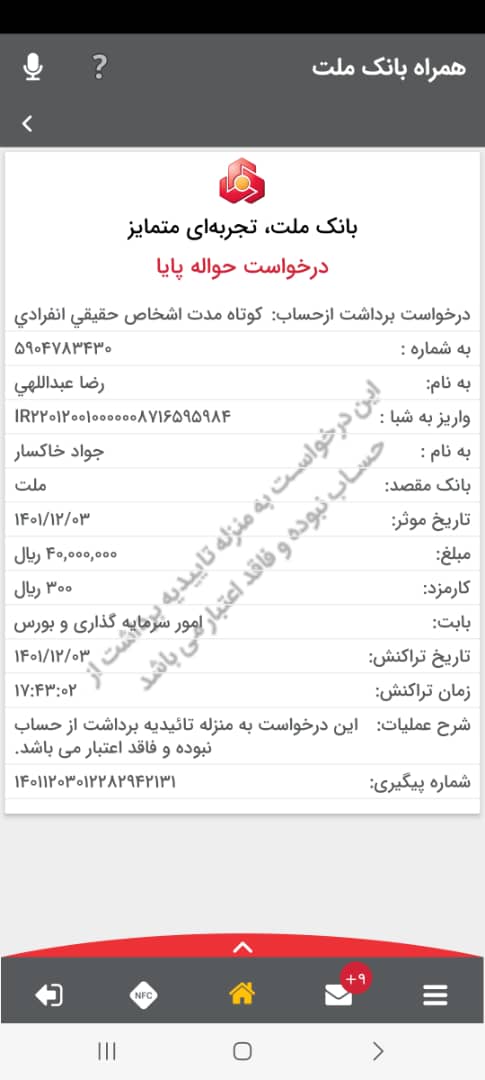 همراه بانک ملت
?
بانک ملت، تجربه‌ای متمایز
درخواست حواله پایا
درخواست برداشت ازحساب: کوتاه مدت اشخاص حقيقي انفرادي
به شماره : ۵۹۰۴۷۸۳۴۳۰
به نام: رضا عبداللهي
واریز به شبا : IR۲۲۰۱۲۰۰۱۰۰۰۰۰۰۸۷۱۶۵۹۵۹۸۴
به نام : جواد خاکسار
بانک مقصد: ملت
تاریخ موثر: ۱۴۰۱/۱۲/۰۳
مبلغ: ۴۰,۰۰۰,۰۰۰ ریال
کارمزد: ۳۰۰ ریال
بابت: امور سرمایه گذاری و بورس
تاریخ تراکنش: ۱۴۰۱/۱۲/۰۳
زمان تراکنش: ۱۷:۴۳:۰۲
شرح عملیات: این درخواست به منزله تائیدیه برداشت از حساب
نبوده و فاقد اعتبار می باشد.
شماره پیگیری: ۱۴۰۱۱۲۰۳۰۱۲۲۸۲۹۴۲۱۳۱
این درخواست به منزله تاییدیه برداشت از
حساب نبوده و فاقد اعتبار می باشد
+۹
NFC